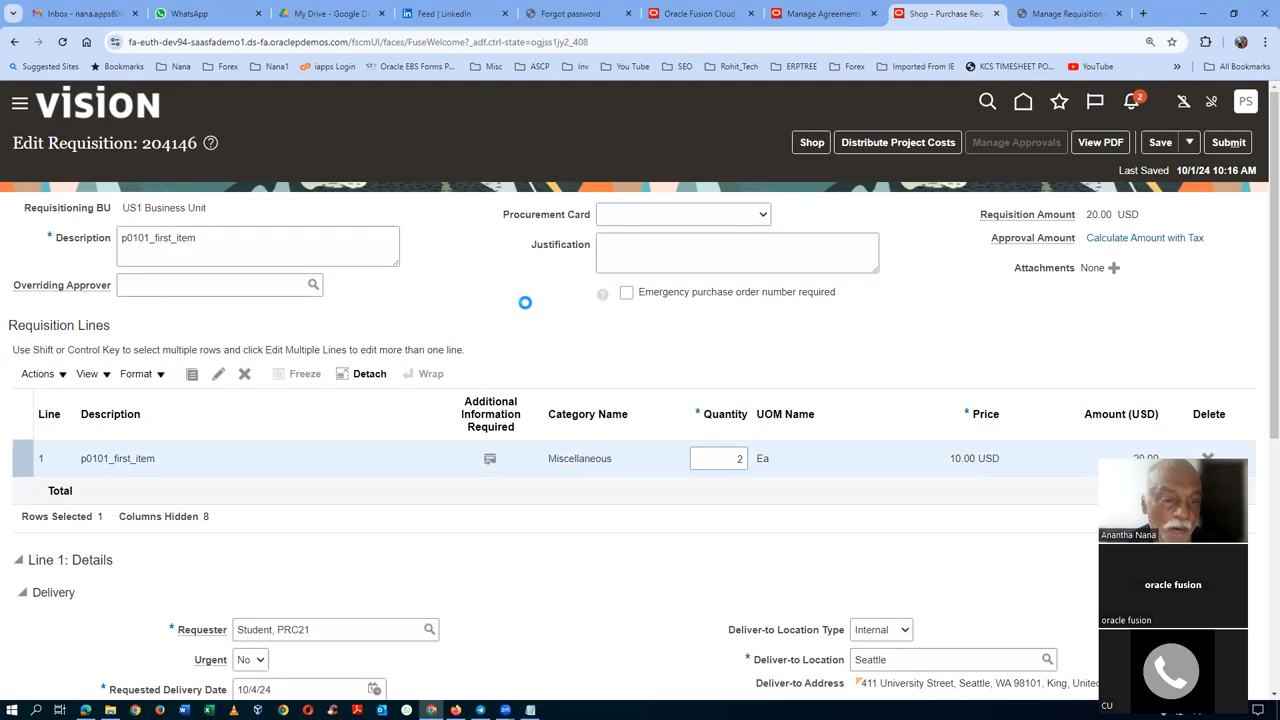 Mail - nana.apps60@
WhatsApp
My Drive - Google D
Feed | LinkedIn
Forgot password
Oracle Fusion Cloud
Manage Agreements
Shop - Purchase Req
Manage Requisition
fa-euth-dev94-saasfademo1.ds-fa.oraclepdemos.com/fscmUI/faces/FuseWelcome?_adf.ctrl-state=ogjss1jy2_408
Suggested Sites
Bookmarks
Nana
Forex
Nana1
iapps Login
Oracle EBS Forms P...
Misc
ASCP
Inv
You Tube
SEO
Rohit_Tech
ERPTREE
Forex
Imported From IE
KCS TIMESHEET PO...
YouTube
All Bookmarks
VISION
2
PS
Edit Requisition: 204146
Shop
Distribute Project Costs
Manage Approvals
View PDF
Save
Submit
Last Saved 10/1/24 10:16 AM
Requisitioning BU US1 Business Unit
Procurement Card
Requisition Amount 20.00 USD
* Description p0101_first_item
Justification
Approval Amount Calculate Amount with Tax
Attachments None
Overriding Approver
Emergency purchase order number required
Requisition Lines
Use Shift or Control Key to select multiple rows and click Edit Multiple Lines to edit more than one line.
Actions
View
Format
Freeze
Detach
Wrap
Line Description Additional Information Required Category Name * Quantity UOM Name * Price Amount (USD) Delete
1 p0101_first_item Miscellaneous 2 Ea 10.00 USD 20.00
Total
Rows Selected 1 Columns Hidden 8
Line 1: Details
Delivery
* Requester Student, PRC21
Deliver-to Location Type Internal
Urgent No
* Deliver-to Location Seattle
* Requested Delivery Date 10/4/24
Deliver-to Address 411 University Street, Seattle, WA 98101, King, United
Anantha Nana
oracle fusion
oracle fusion
CU